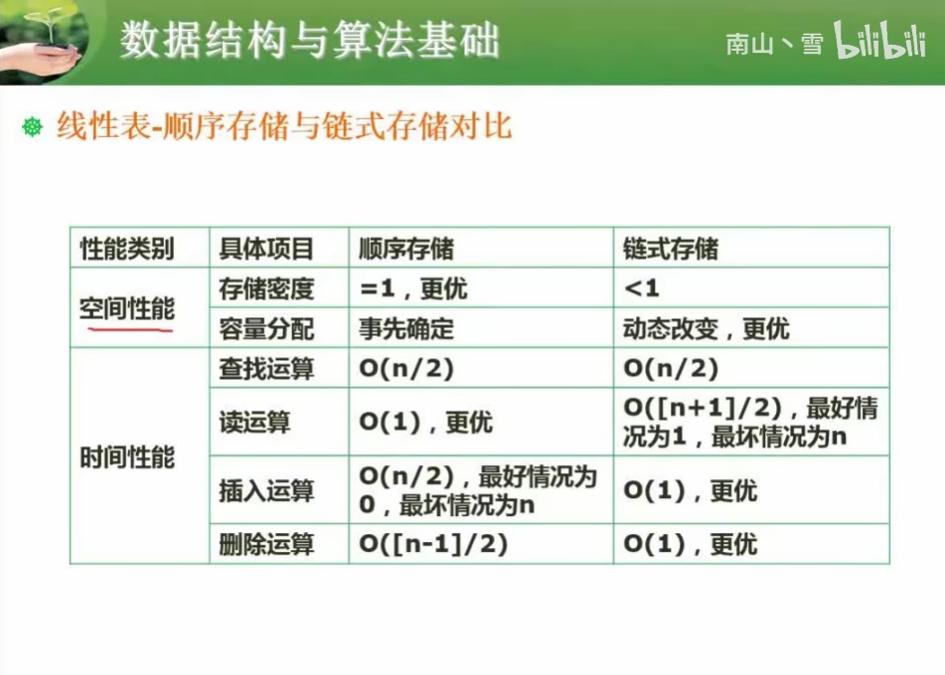 数据结构与算法基础
南山丶雪 bilibili
线性表-顺序存储与链式存储对比
性能类别 具体项目 顺序存储 链式存储
空间性能 存储密度 =1，更优 <1
容量分配 事先确定 动态改变，更优
时间性能 查找运算 O(n/2) O(n/2)
读运算 O(1)，更优 O([n+1]/2)，最好情
况为1，最坏情况为n
插入运算 O(n/2)，最好情况为
0，最坏情况为n O(1)，更优
删除运算 O([n-1]/2) O(1)，更优